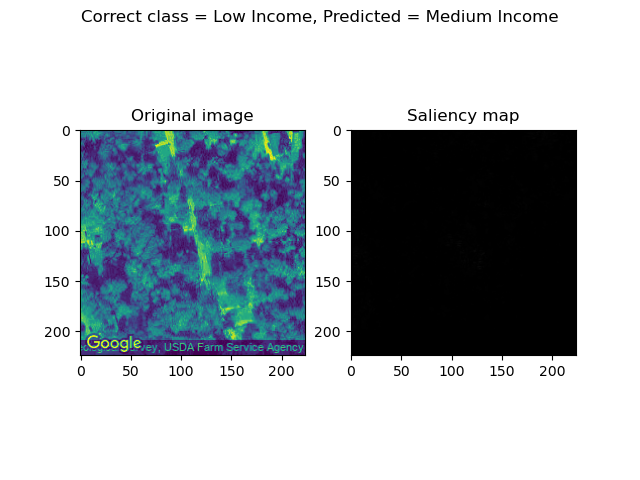 Correct class = Low Income, Predicted = Medium Income
Original image
Saliency map
0
50
100
150
200
0 50 100 150 200
0
50
100
150
200
0 50 100 150 200
Google
Survey, USDA Farm Service Agency